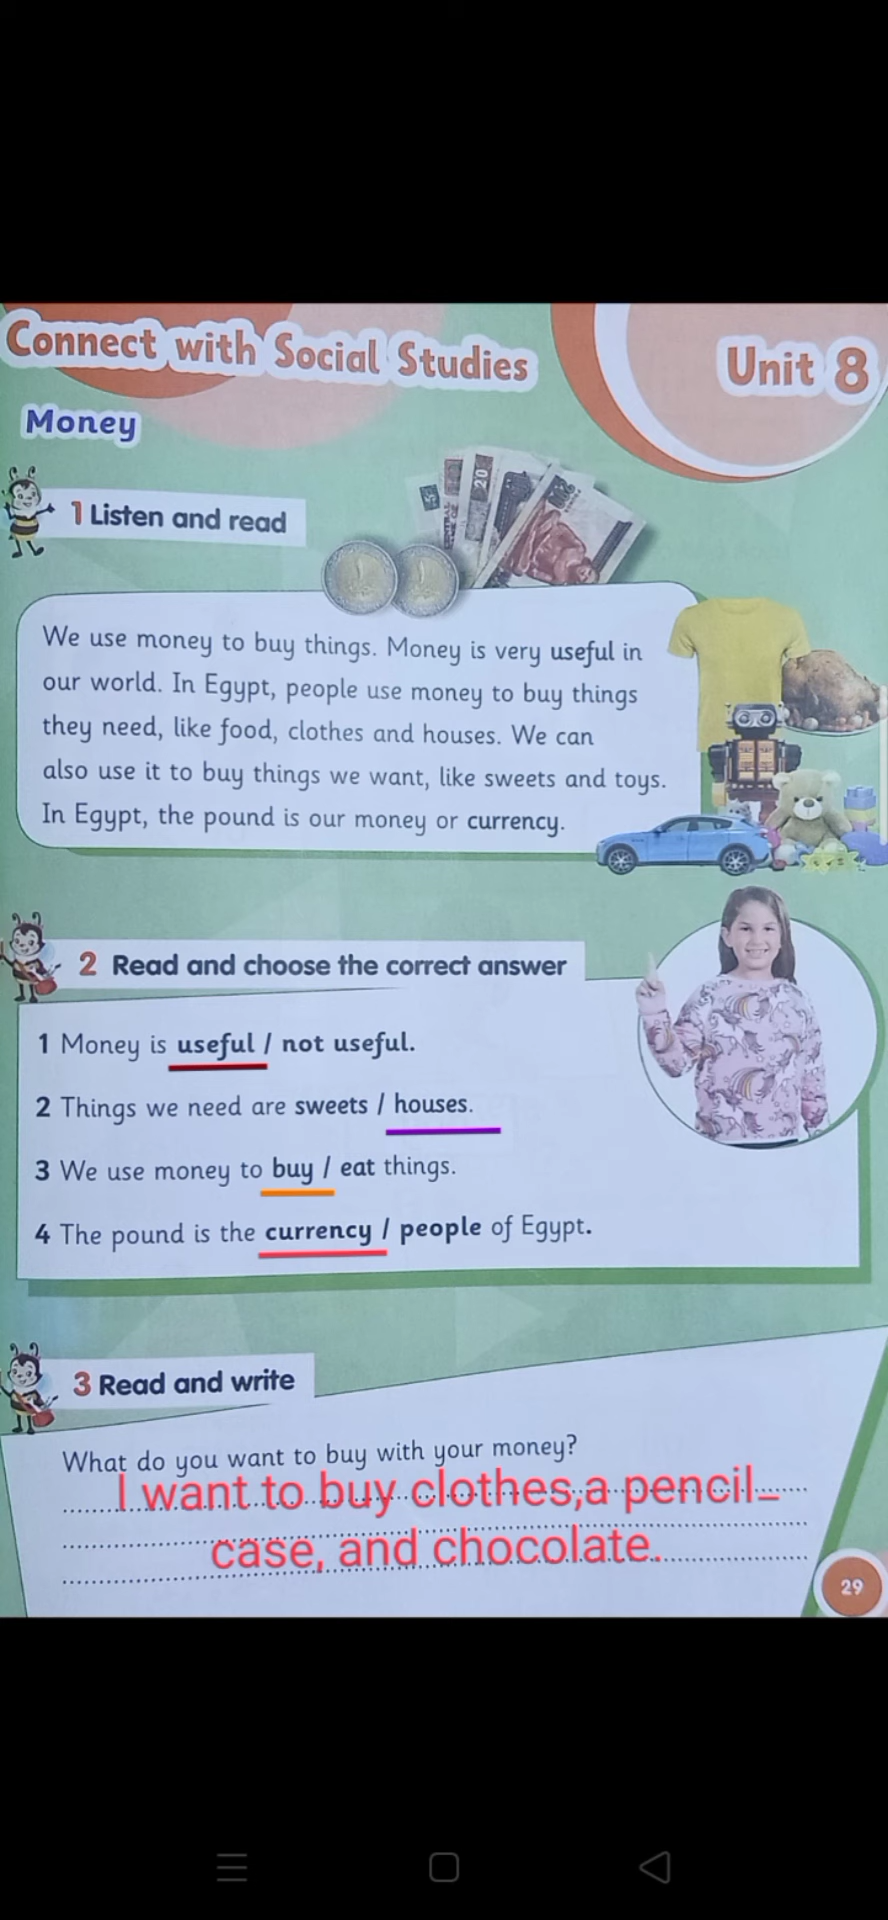 Connect with Social Studies
Unit 8
Money
1 Listen and read
20
We use money to buy things. Money is very useful in
our world. In Egypt, people use money to buy things
they need, like food, clothes and houses. We can
also use it to buy things we want, like sweets and toys.
In Egypt, the pound is our money or currency.
2 Read and choose the correct answer
1 Money is useful / not useful.
2 Things we need are sweets / houses.
3 We use money to buy / eat things.
4 The pound is the currency / people of Egypt.
3 Read and write
What do you want to buy with your money?
I want to buy clothes,a pencil_
case, and chocolate.
29